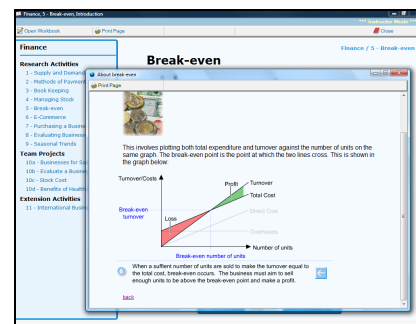 Finance, 5 - Break-even, Introduction
*** Instructor Mode ***
Open Workbook
Print Page
Close
Finance
Finance / 5 - Break-even
Break-even
Research Activities
1 - Supply and Demand
2 - Methods of Payment
3 - Book Keeping
4 - Managing Stock
5 - Break-even
6 - E-Commerce
7 - Purchasing a Busine
8 - Evaluating Business
9 - Seasonal Trends
Team Projects
10a - Businesses for Sa
10b - Evaluate a Busine
10c - Stock Cost
10d - Benefits of Health
Extension Activities
11 - International Busin
About break-even
Print Page
This involves plotting both total expenditure and turnover against the number of units on the
same graph. The break-even point is the point at which the two lines cross. This is shown in
the graph below:
Turnover/Costs
Profit
Turnover
Total Cost
Break-even
turnover
Loss
Direct Cost
Overheads
Number of units
Break-even number of units
When a suffient number of units are sold to make the turnover equal to
the total cost, break-even occurs. The business must aim to sell
enough units to be above the break-even point and make a profit.
back